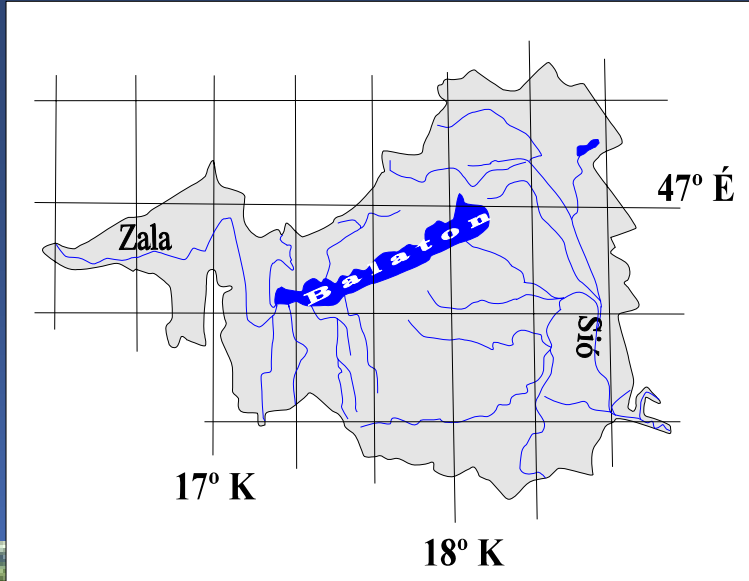 47º É
Zala
Balaton
Sió
17º K
18º K